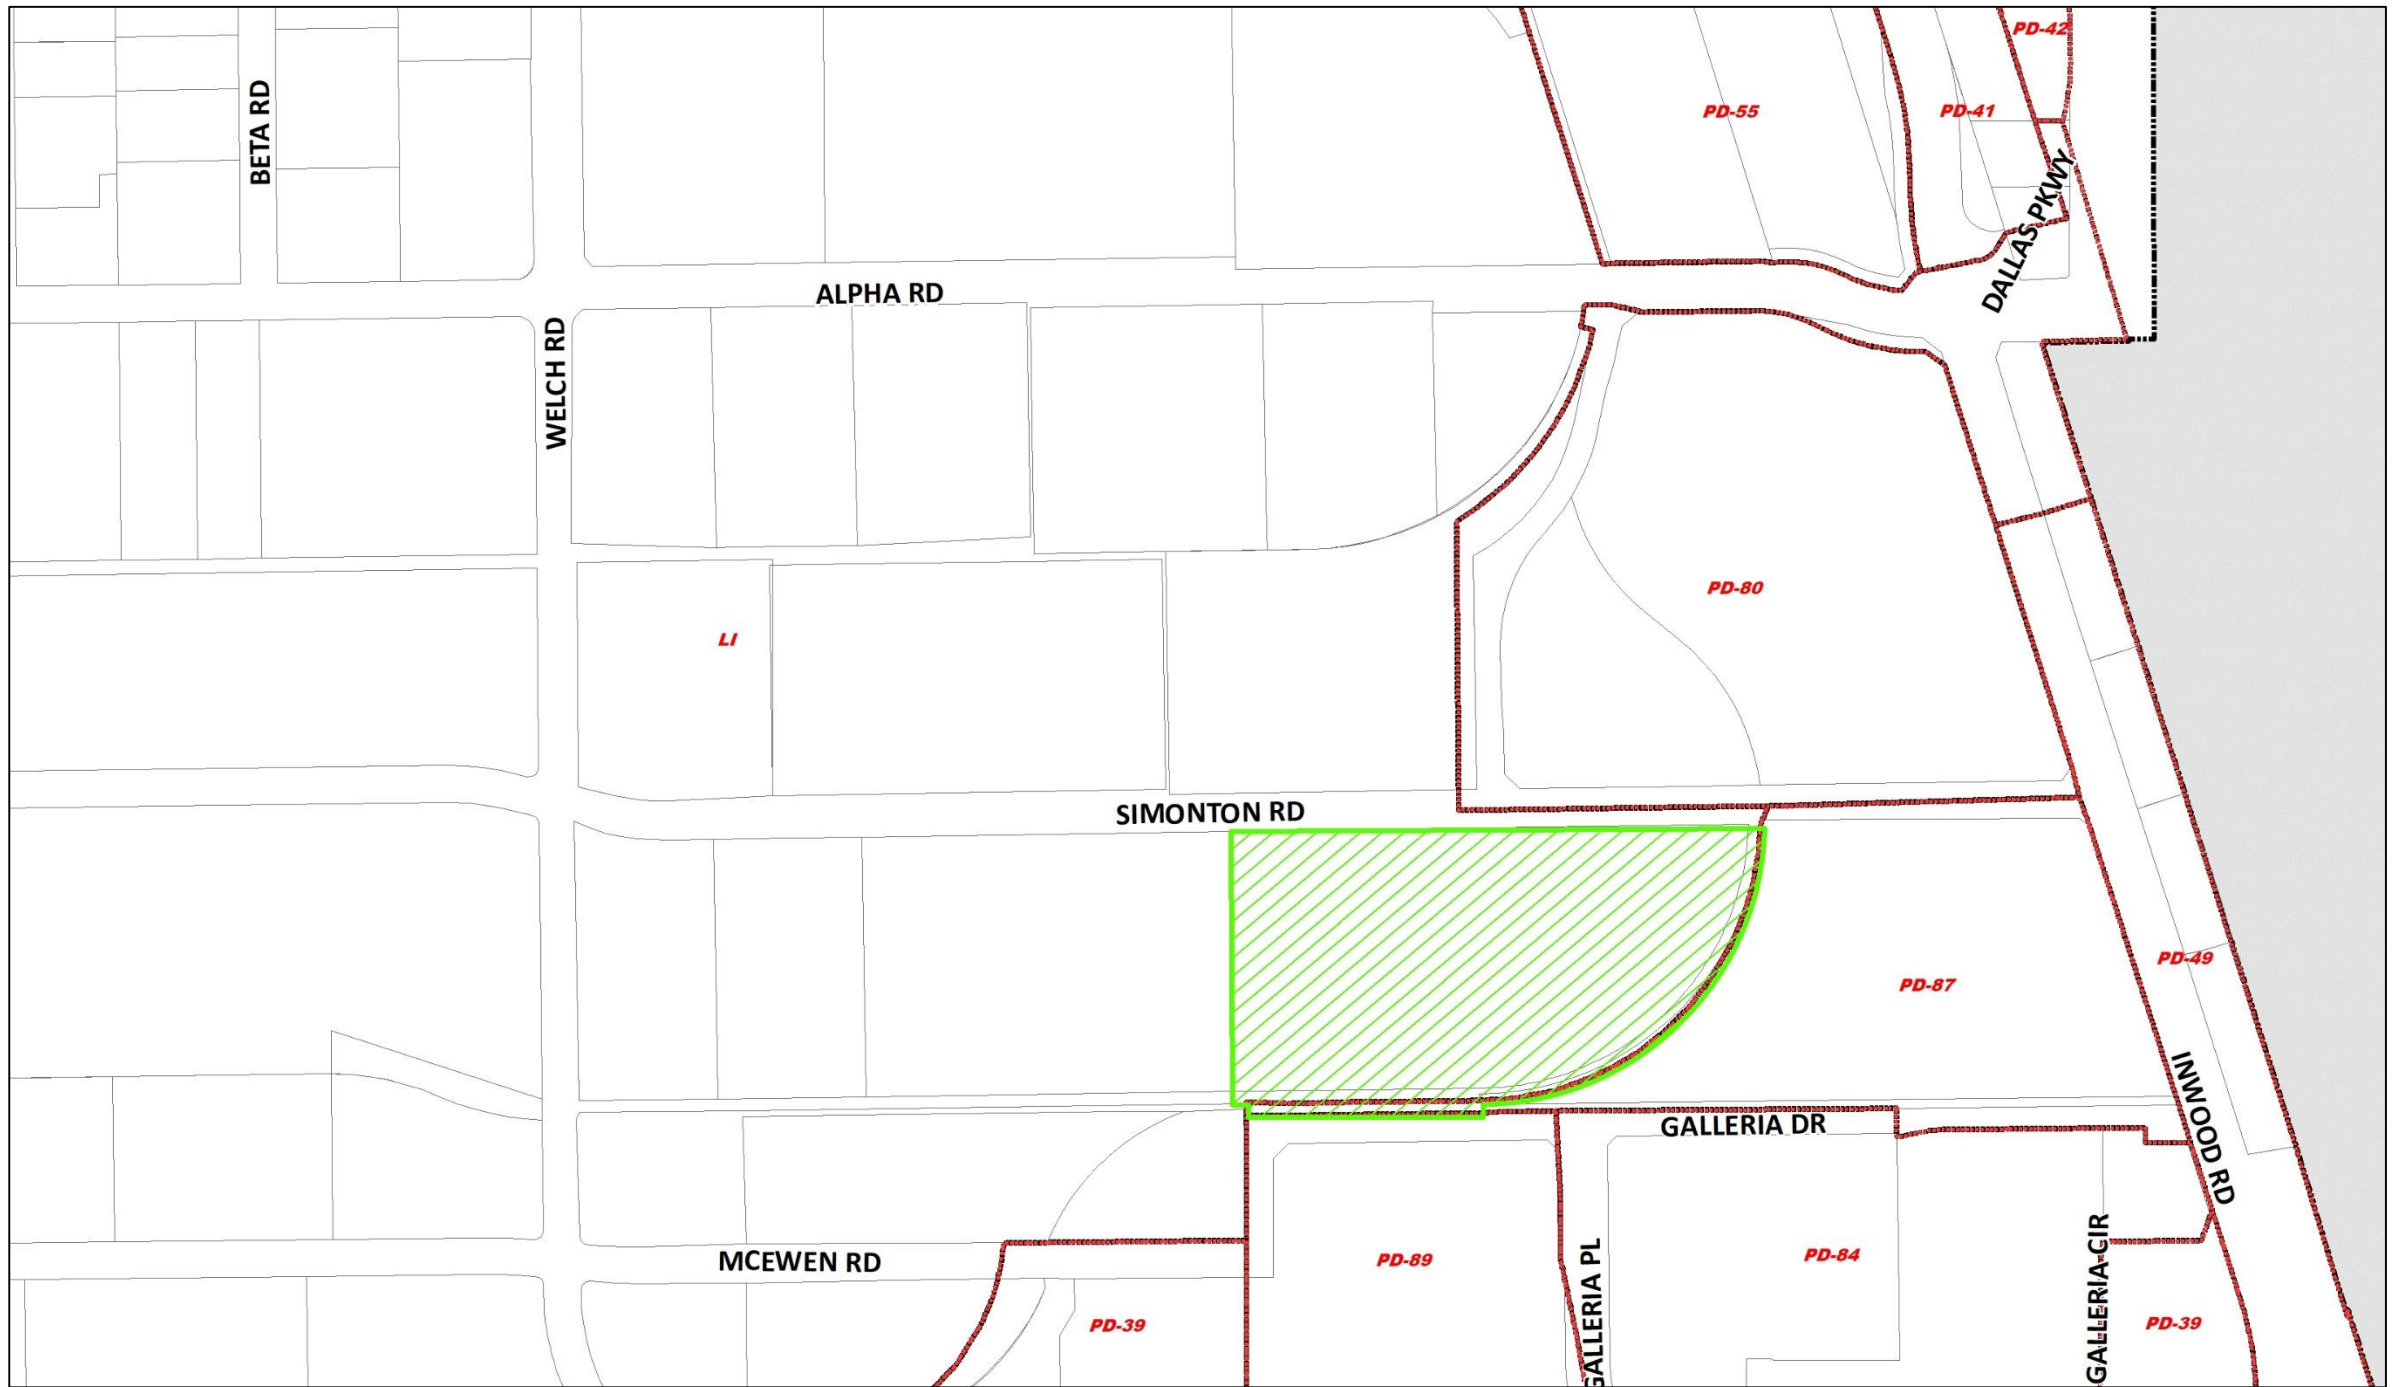 PD-42
BETA RD
PD-55
PD-41
DALLAS PKWY
ALPHA RD
WELCH RD
PD-80
LI
SIMONTON RD
PD-49
PD-87
INWOOD RD
GALLERIA DR
MCEWEN RD
PD-89
GALLERIA PL
PD-84
GALLERIA CIR
PD-39
PD-39